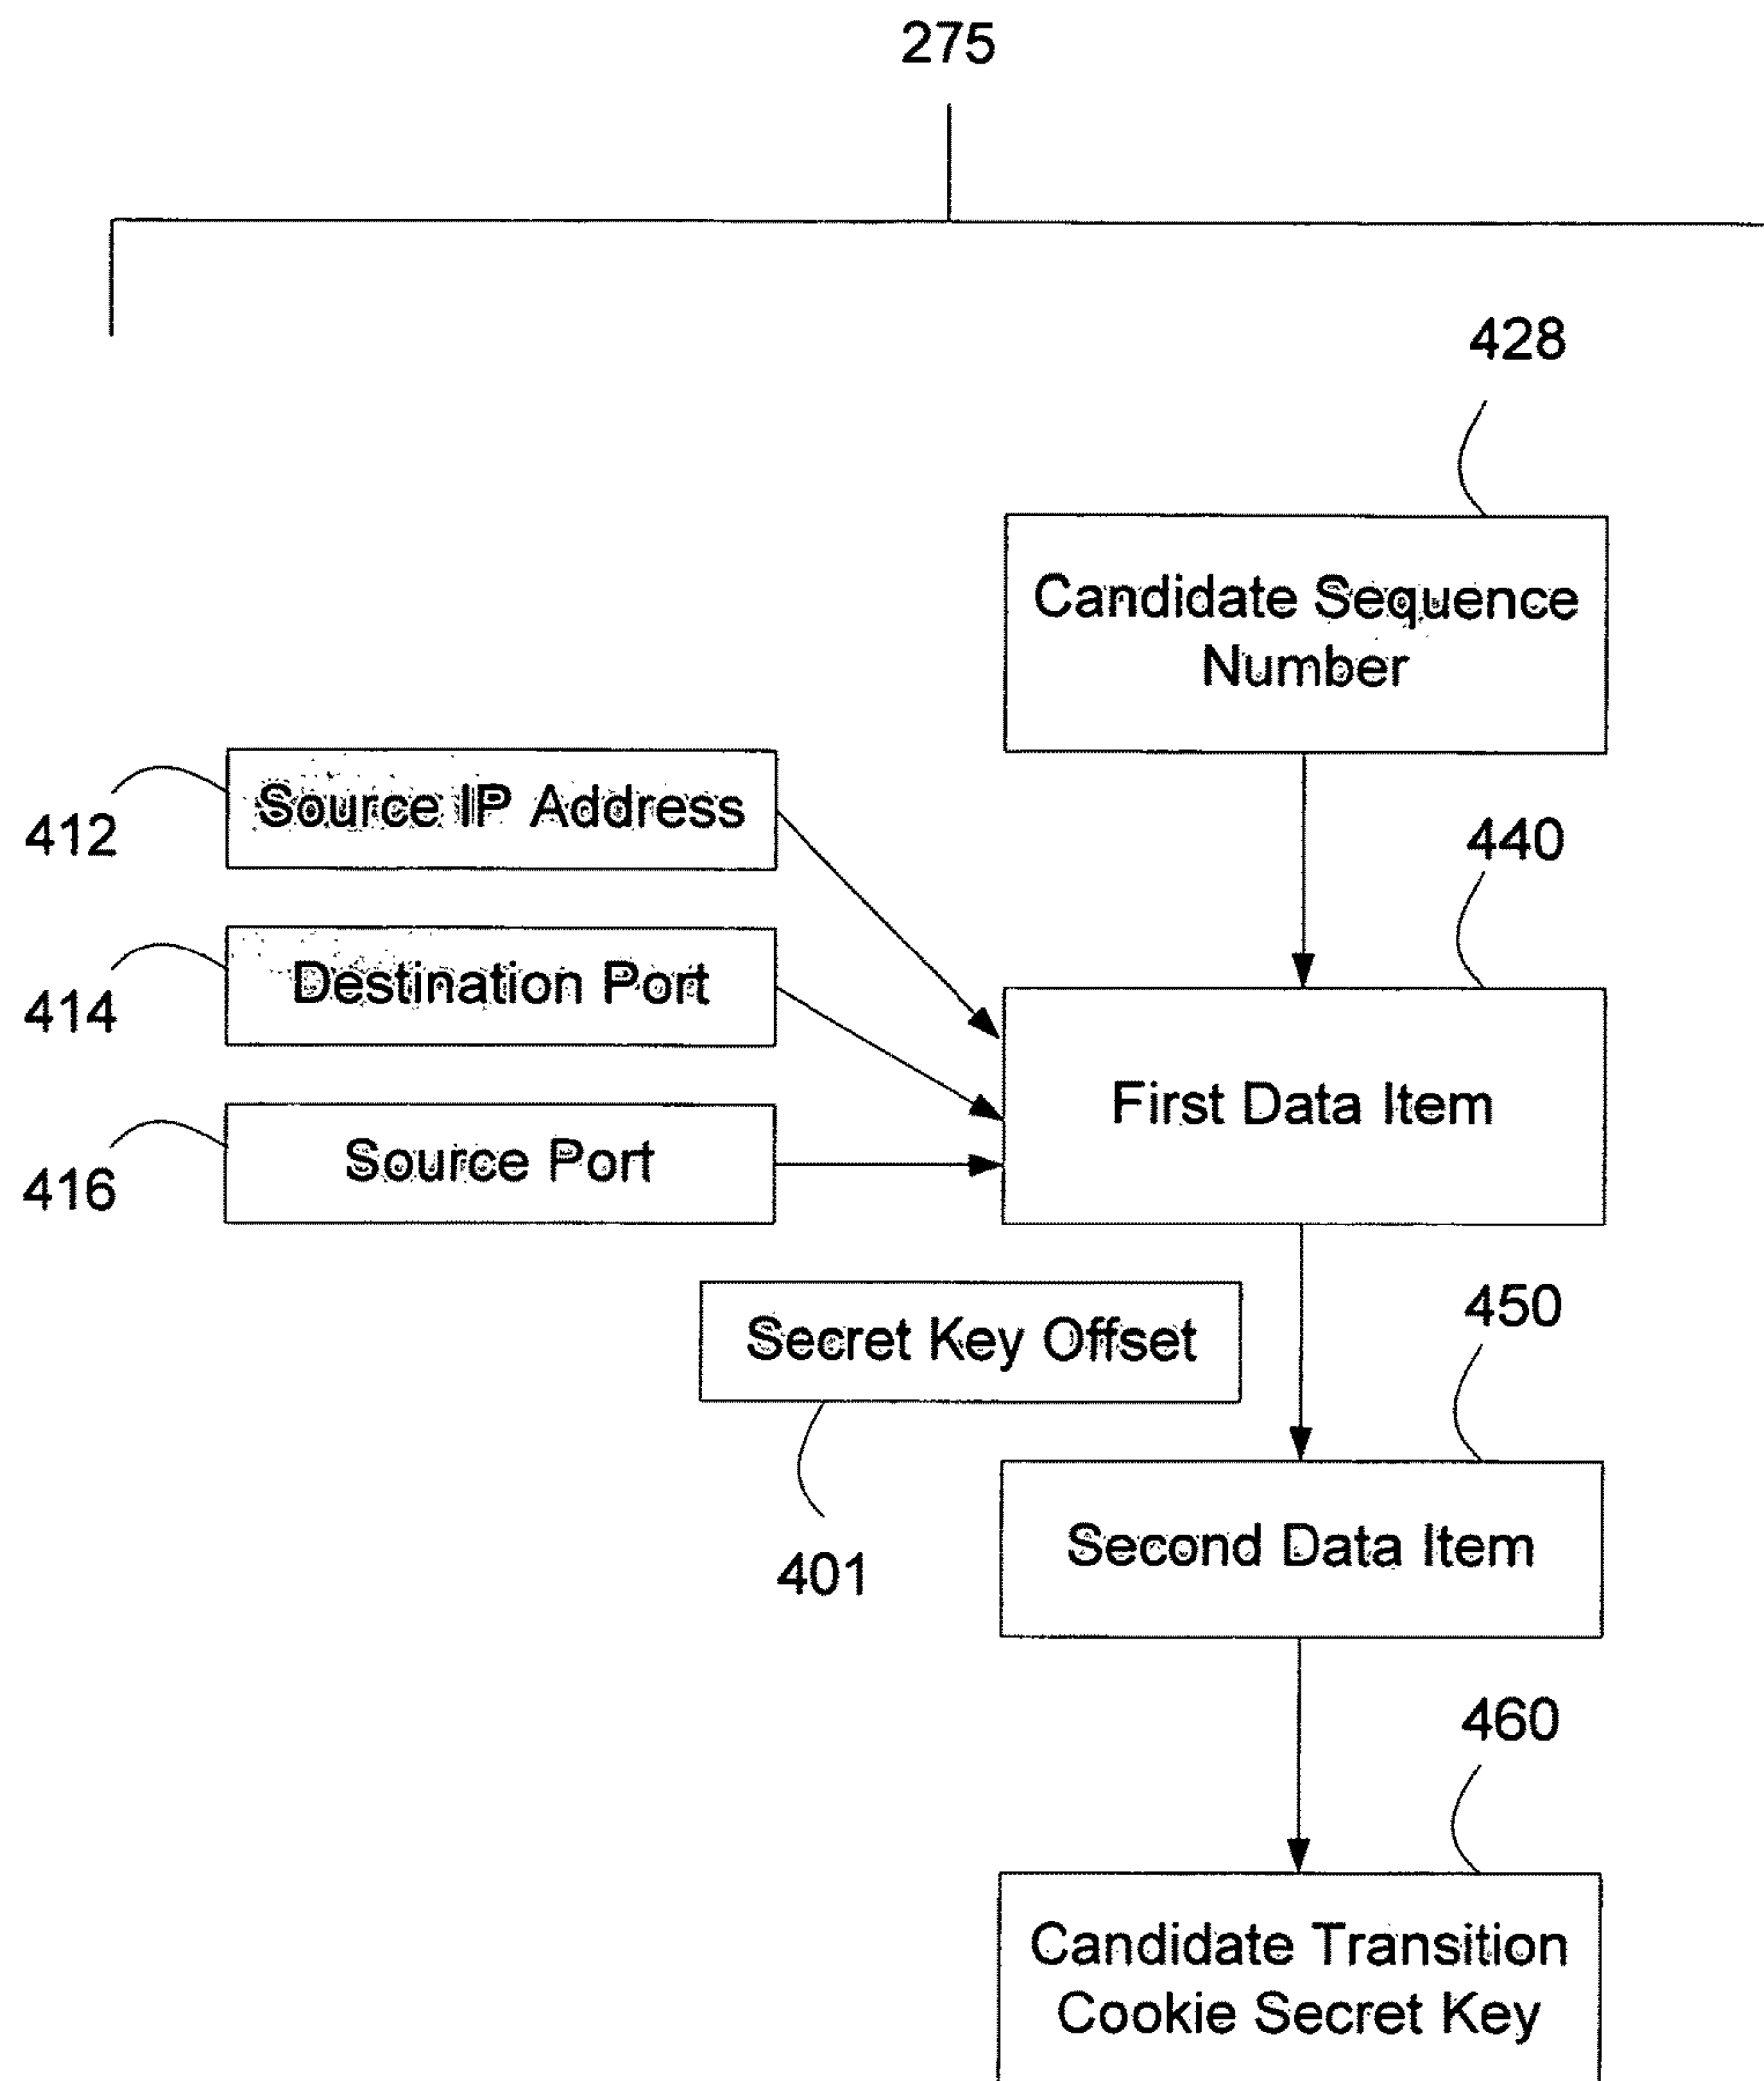 275
428
Candidate Sequence
Number
412
Source IP Address
440
414
Destination Port
First Data Item
416
Source Port
Secret Key Offset
450
401
Second Data Item
460
Candidate Transition
Cookie Secret Key